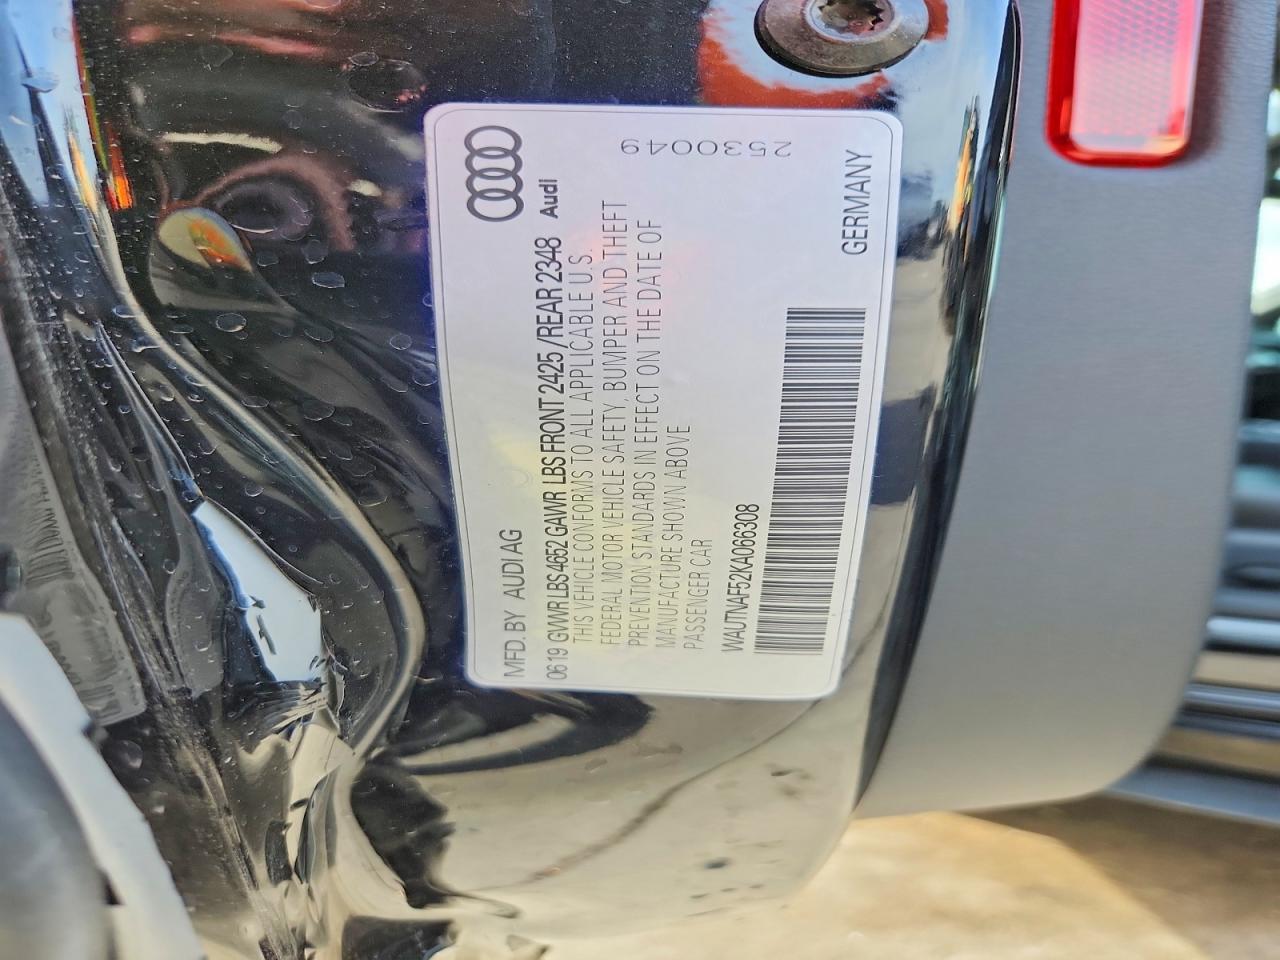 MFD. BY AUDI AG
0619 GVWR LBS 4652 GAWR LBS FRONT 2425 / REAR 2348
Audi
THIS VEHICLE CONFORMS TO ALL APPLICABLE U.S.
FEDERAL MOTOR VEHICLE SAFETY, BUMPER AND THEFT
PREVENTION STANDARDS IN EFFECT ON THE DATE OF
MANUFACTURE SHOWN ABOVE
PASSENGER CAR
2530049
WAUTNAF52KA066308
GERMANY